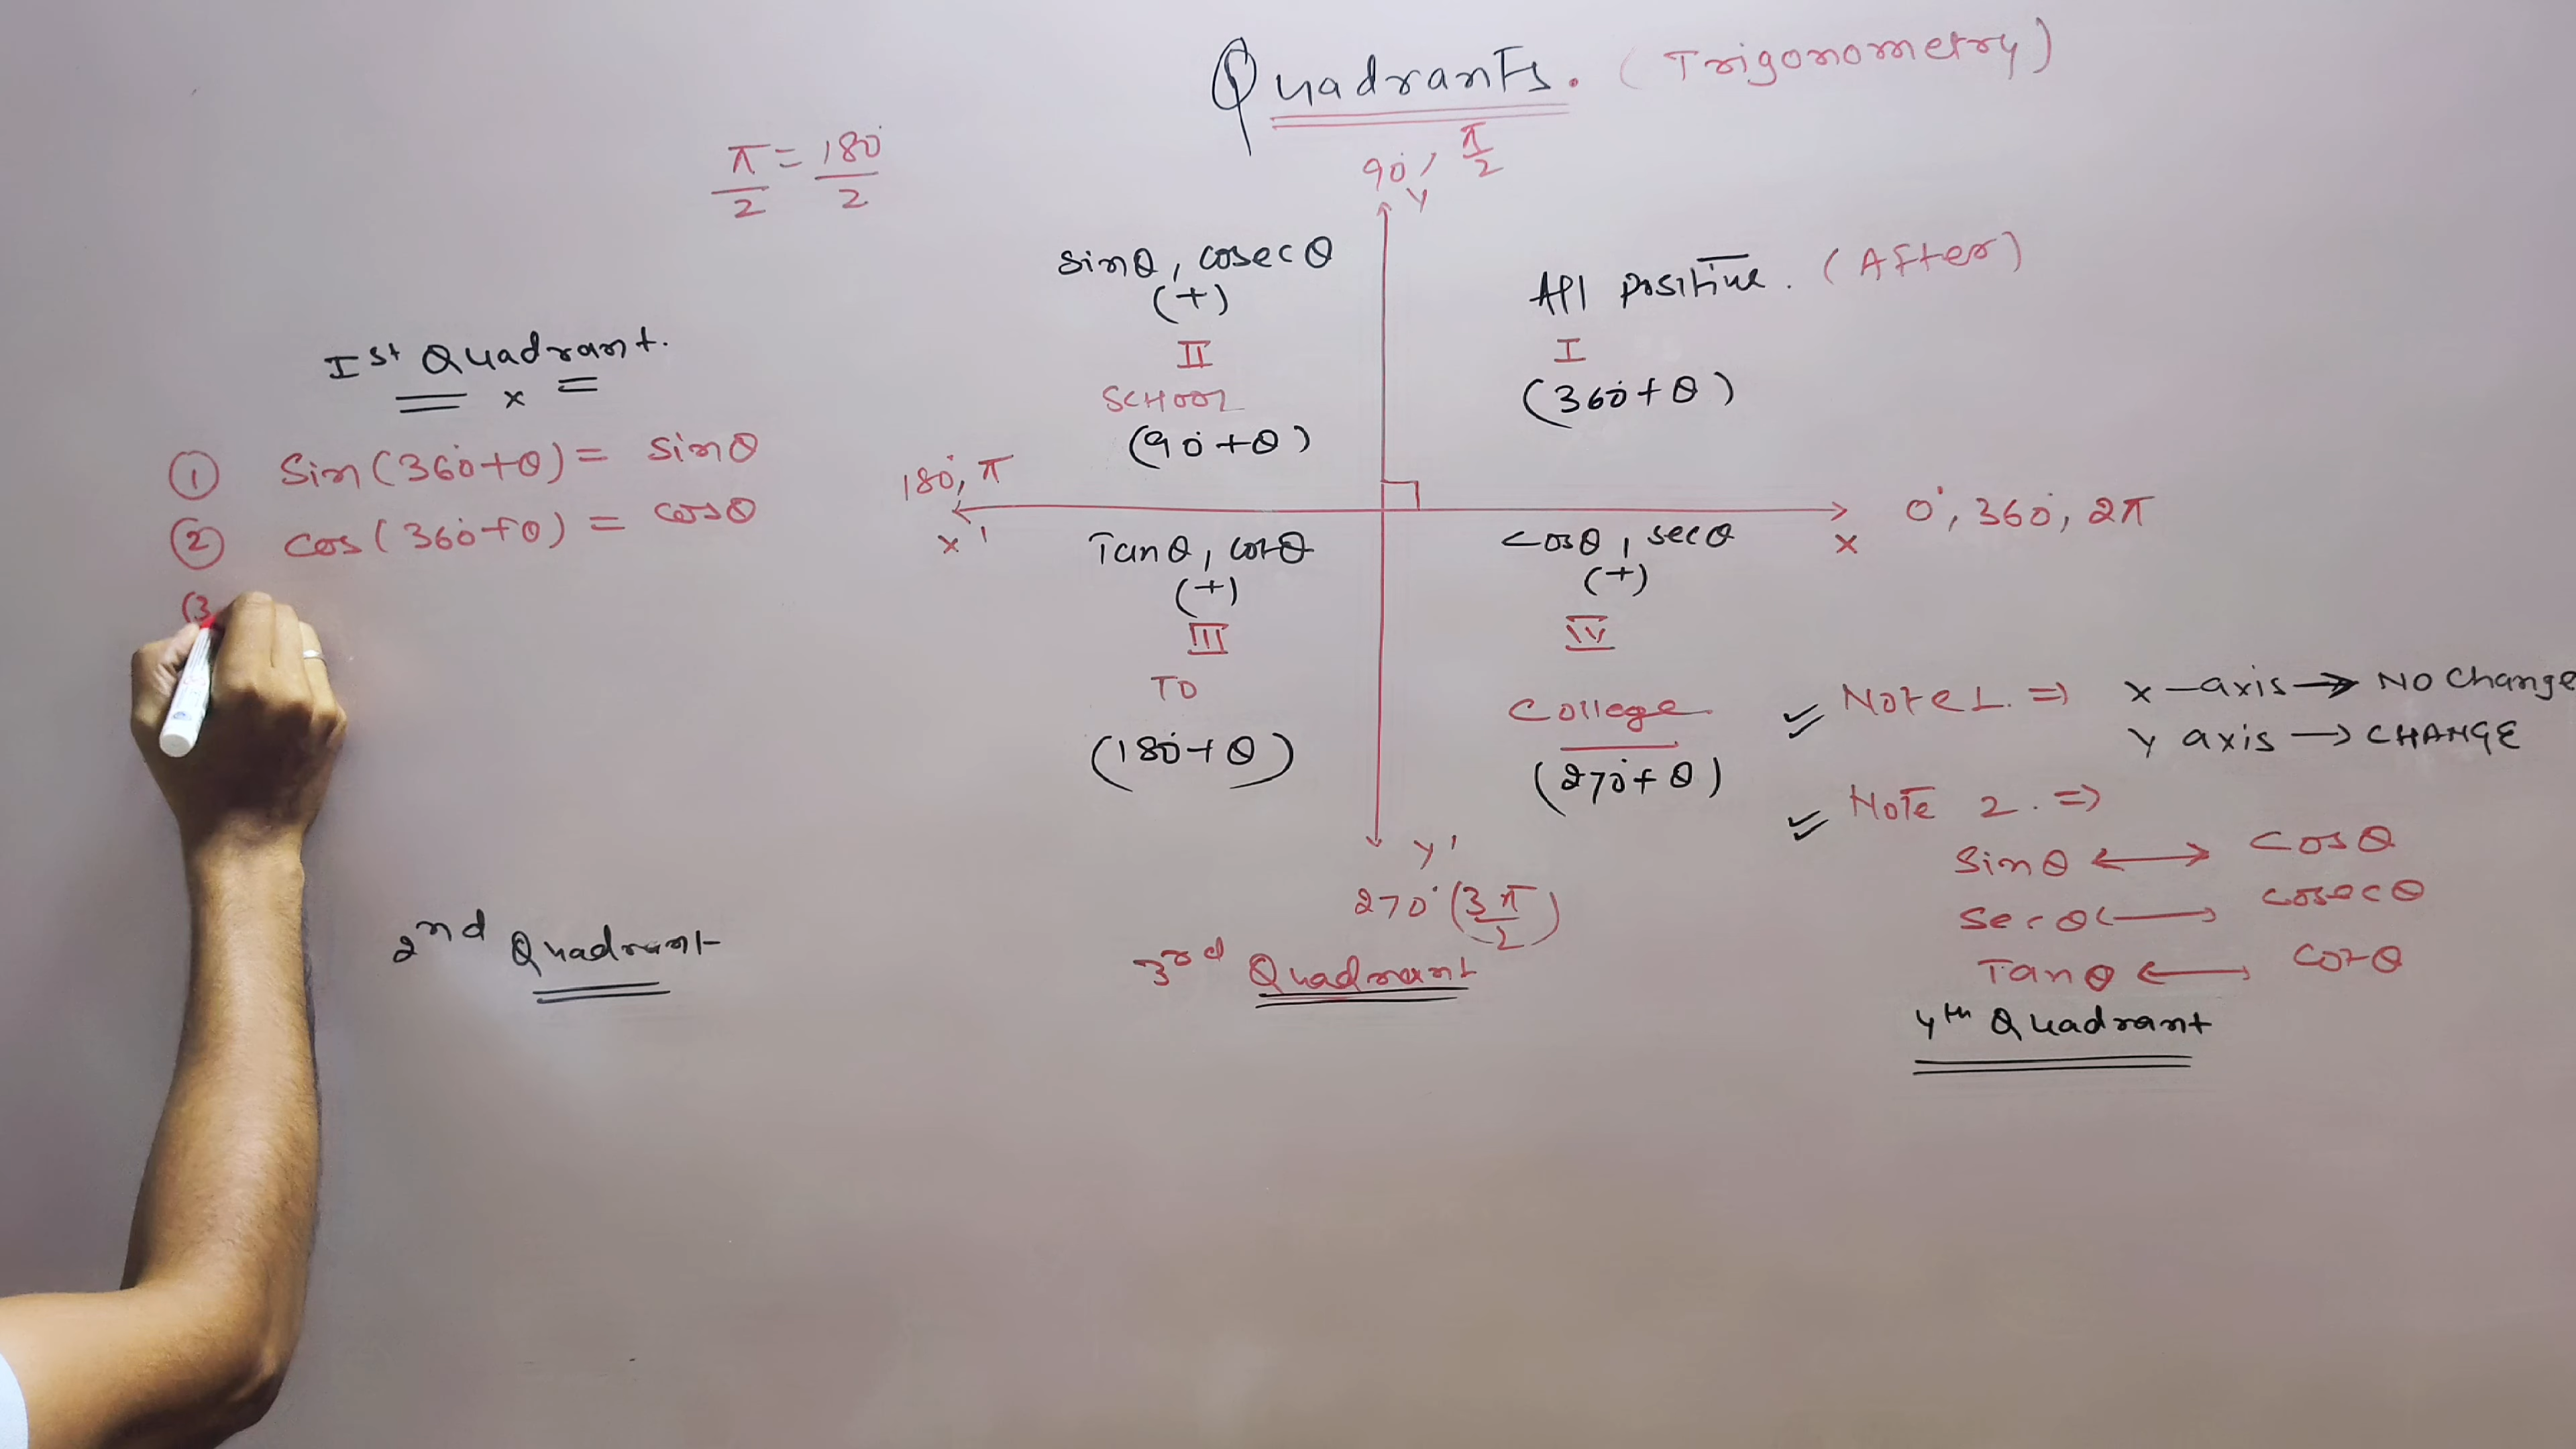 Quadrants. (Trigonometry)
π/2 = 180°/2
90°, π/2
Y
sinθ, cosecθ
(+)
II
SCHOOL
(90°+θ)
All positive. (After)
I
(360°+θ)
Ist Quadrant.
x
① Sin(360°+θ) = sinθ
② cos(360°+θ) = cosθ
(3
180°, π
X'
0°, 360°, 2π
X
Tanθ, cotθ
(+)
III
TO
(180°+θ)
cosθ, secθ
(+)
IV
College
(270°+θ)
Y'
270° (3π/2)
Note 1. ⇒ X-axis → NO Change
Y axis → CHANGE
Note 2. ⇒
Sinθ ↔ Cosθ
Secθ ↔ cosecθ
Tanθ ↔ cotθ
2nd Quadrant
3rd Quadrant
4th Quadrant